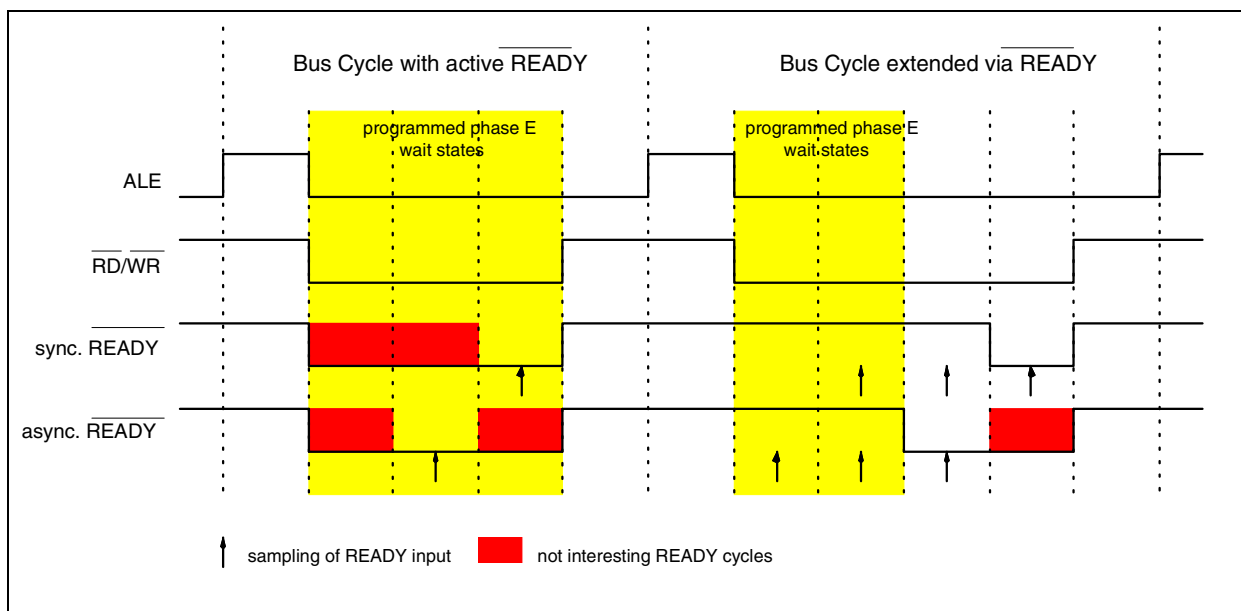 Bus Cycle with active READY
Bus Cycle extended via READY
programmed phase E
wait states
programmed phase E
wait states
ALE
RD/WR
sync. READY
async. READY
sampling of READY input
not interesting READY cycles